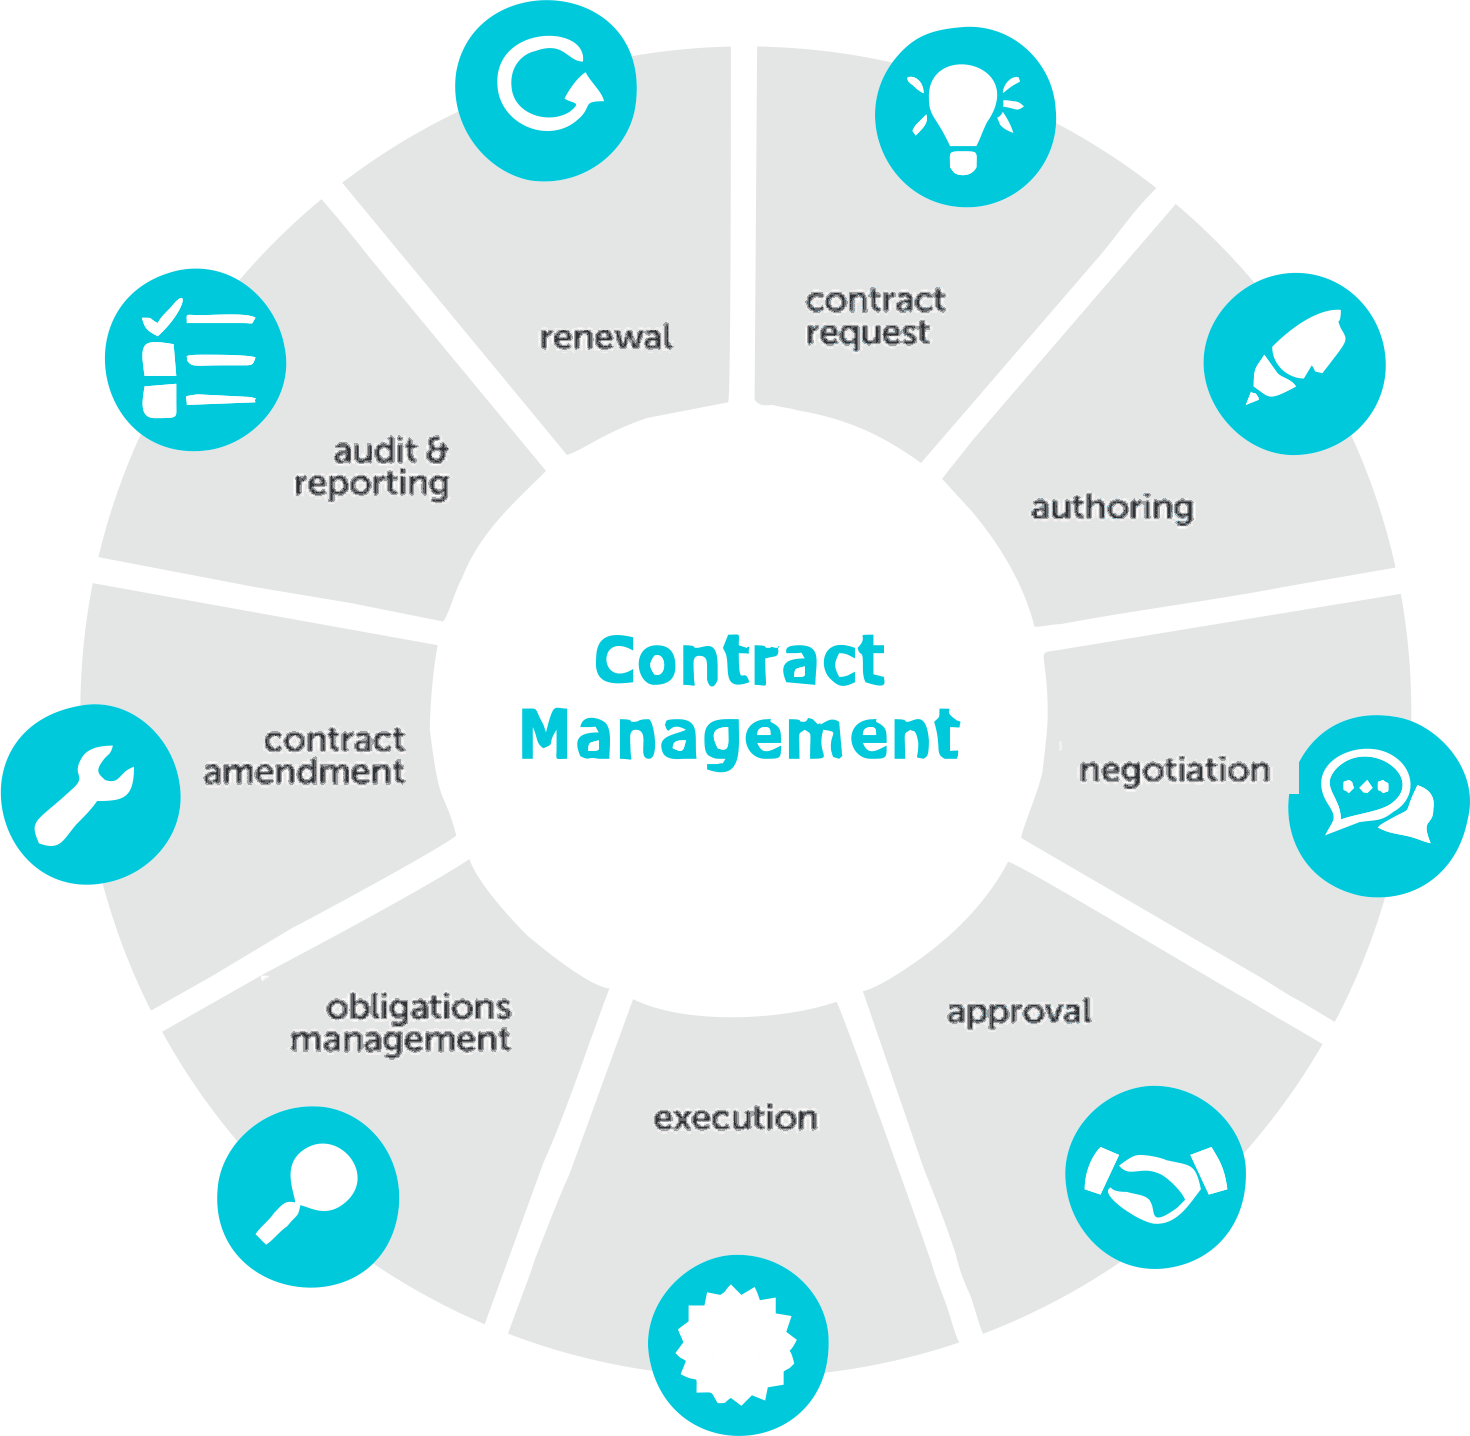 Contract
Management
contract
request
authoring
negotiation
approval
execution
obligations
management
contract
amendment
audit &
reporting
renewal